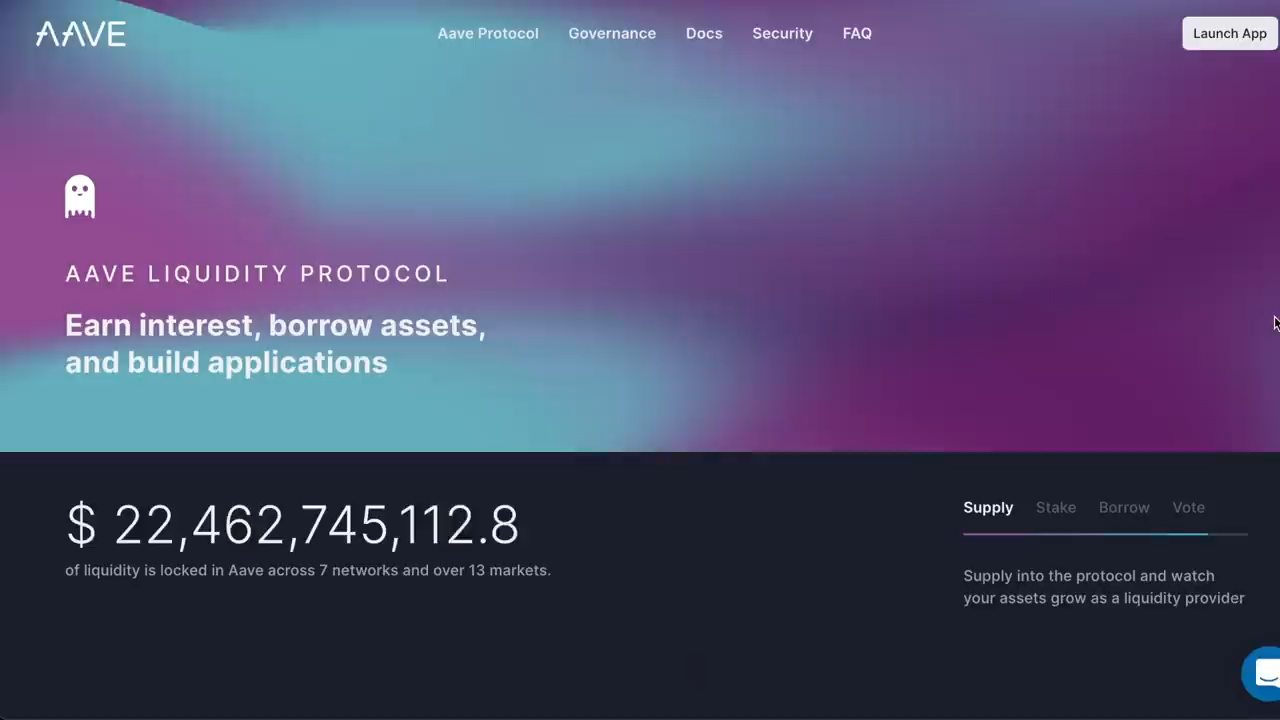 AAVE
Aave Protocol
Governance
Docs
Security
FAQ
Launch App
AAVE LIQUIDITY PROTOCOL
Earn interest, borrow assets,
and build applications
$ 22,462,745,112.8
of liquidity is locked in Aave across 7 networks and over 13 markets.
Supply
Stake
Borrow
Vote
Supply into the protocol and watch
your assets grow as a liquidity provider